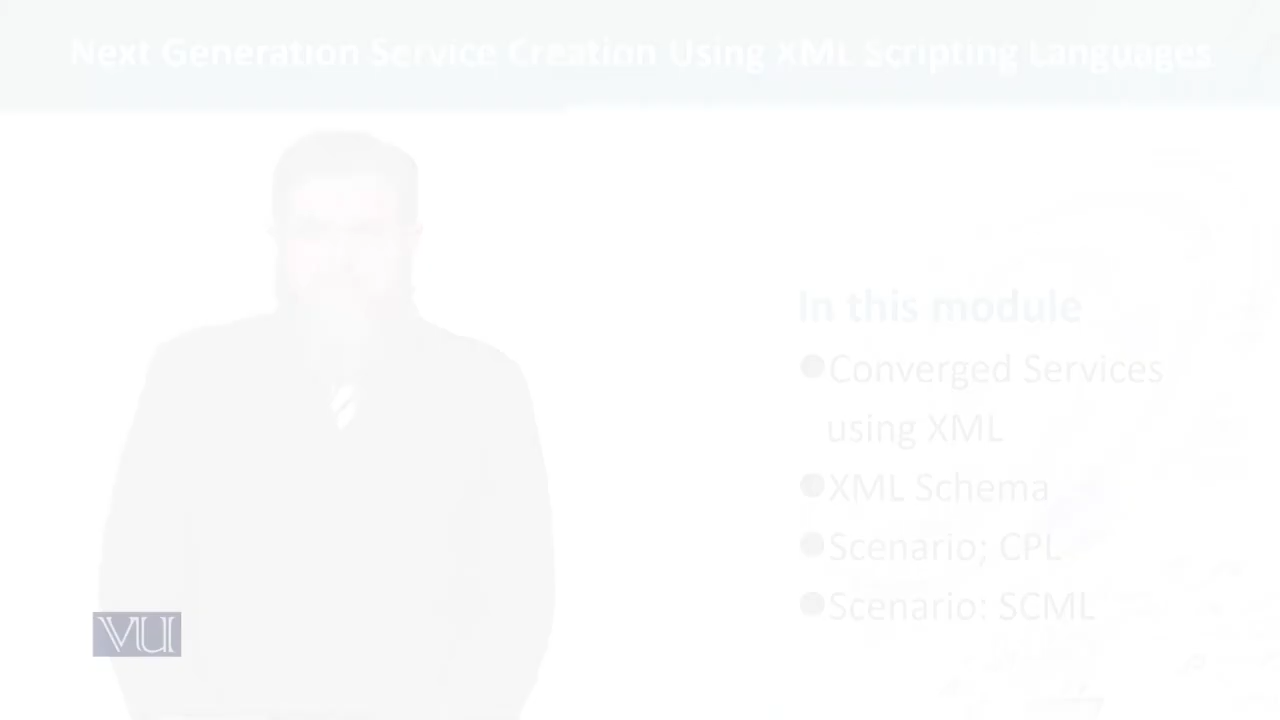 Next Generation Service Creation Using XML Scripting Languages
In this module
●Converged Services
using XML
●XML Schema
●Scenario; CPL
●Scenario: SCML
VU